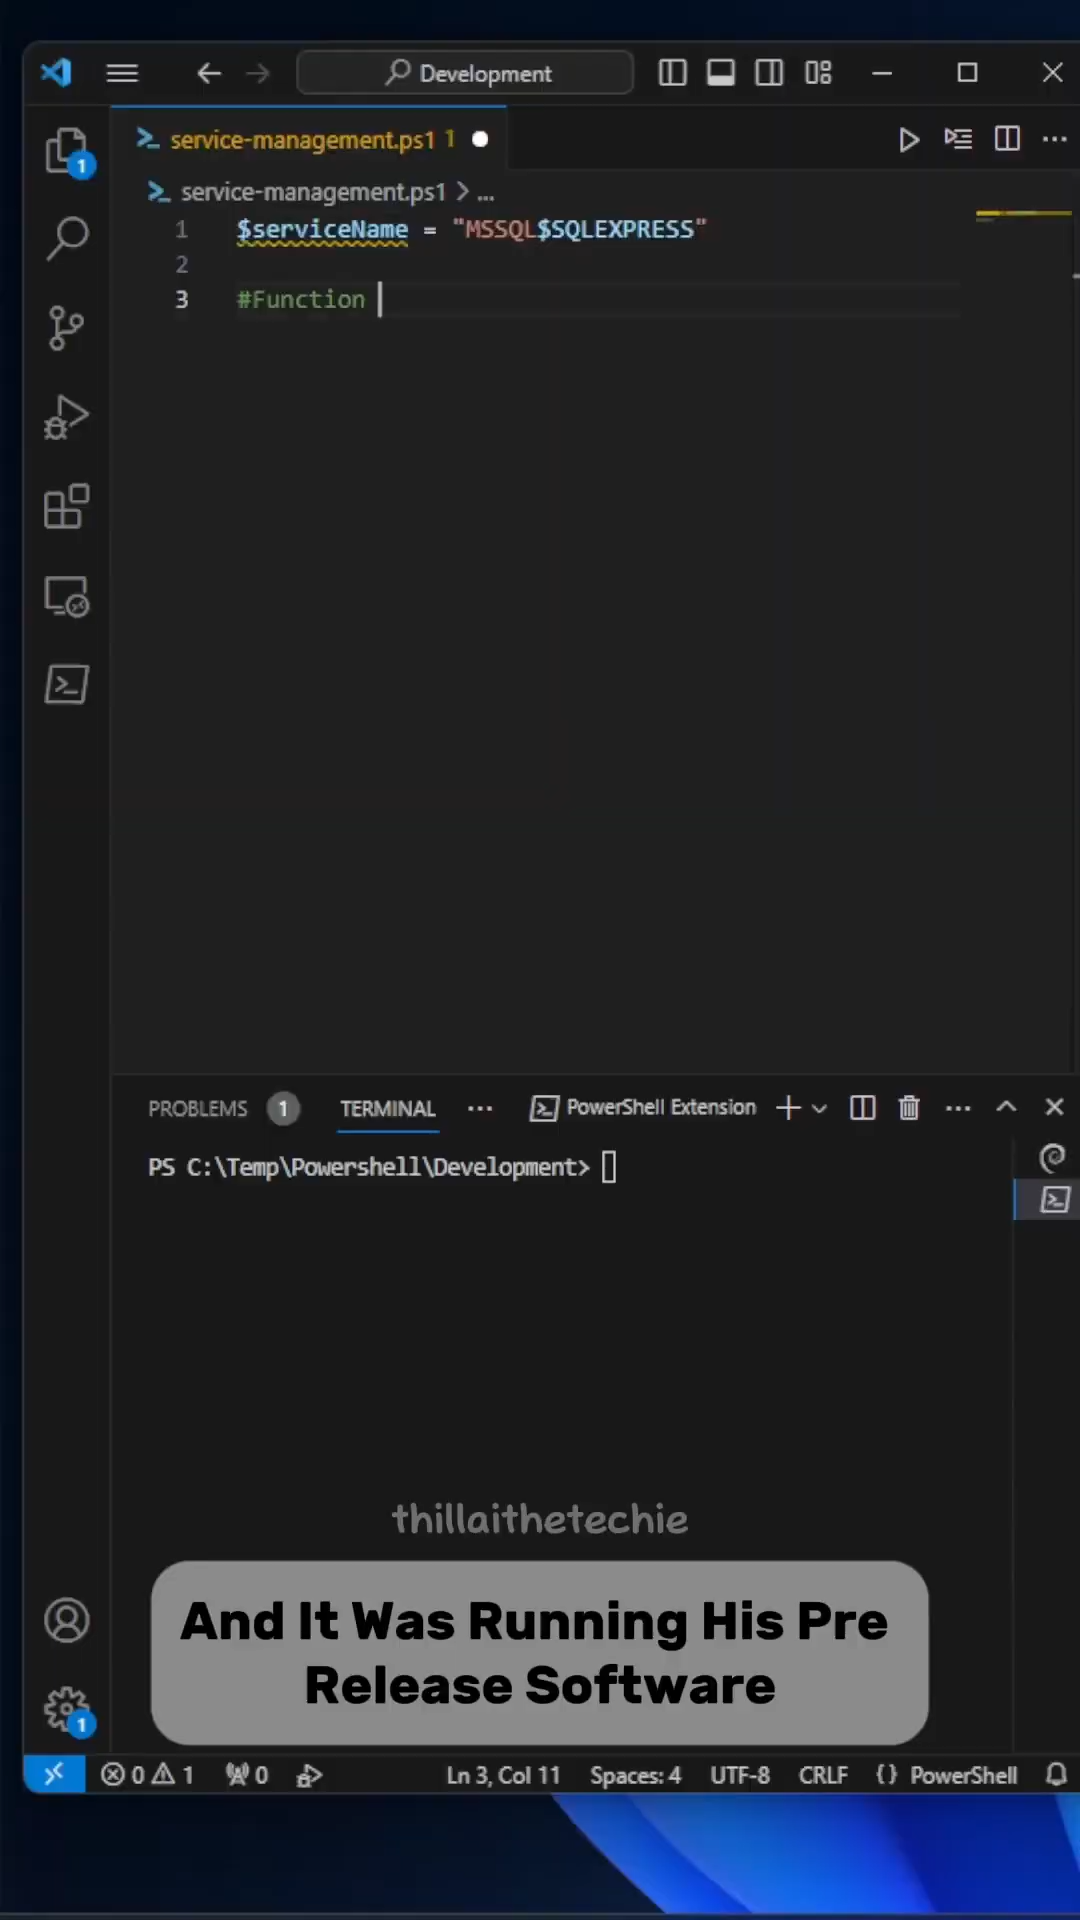 Development
service-management.ps1 1
1
service-management.ps1 > ...
1 $serviceName = "MSSQL$SQLEXPRESS"
2
3 #Function
PROBLEMS 1 TERMINAL ... PowerShell Extension
PS C:\Temp\Powershell\Development>
thillaithetechie
And It Was Running His Pre
Release Software
1
0 1 0 Ln 3, Col 11 Spaces: 4 UTF-8 CRLF {} PowerShell